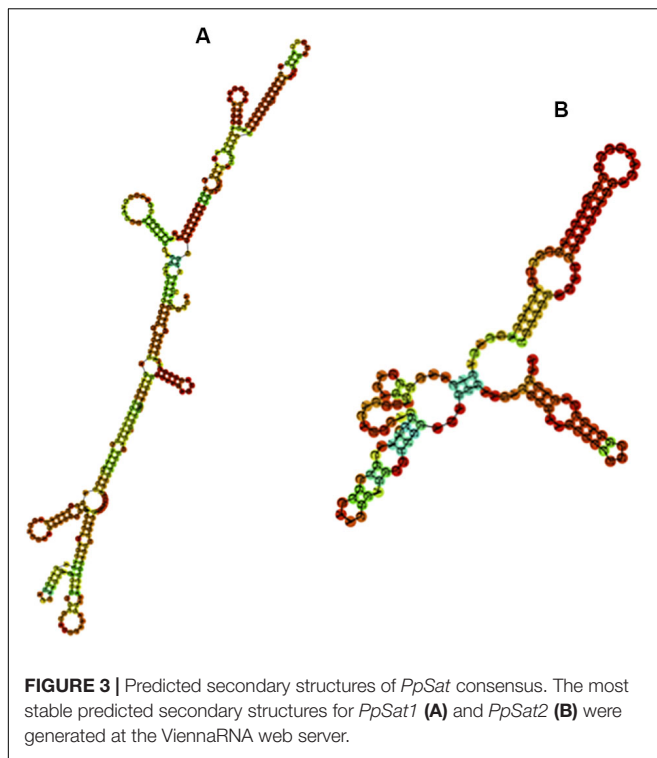 A
B
FIGURE 3 | Predicted secondary structures of PpSat consensus. The most
stable predicted secondary structures for PpSat1 (A) and PpSat2 (B) were
generated at the ViennaRNA web server.